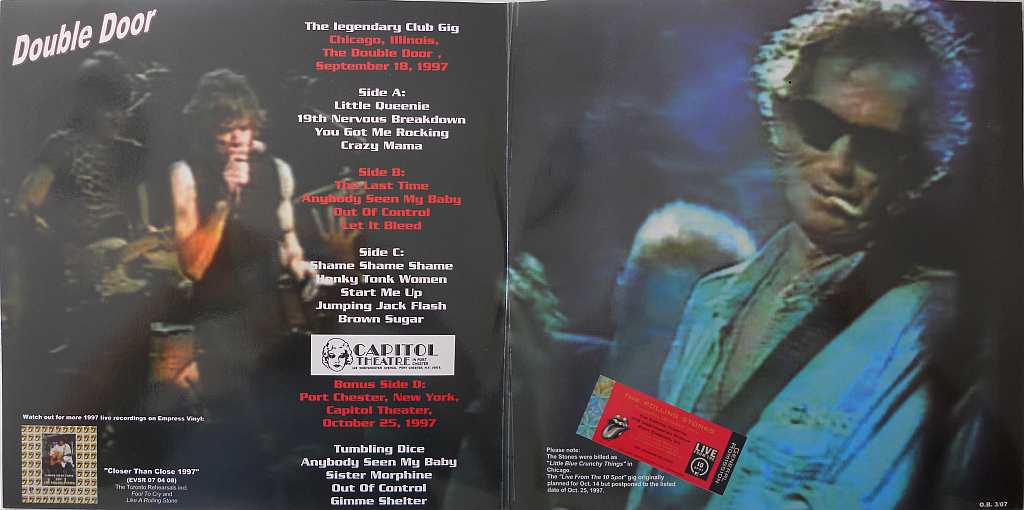 Double Door
The legendary Club Gig
Chicago, Illinois,
The Double Door ,
September 18, 1997
Side A:
Little Queenie
19th Nervous Breakdown
You Got Me Rocking
Crazy Mama
Side B:
The Last Time
Anybody Seen My Baby
Out Of Control
Let It Bleed
Side C:
Shame Shame Shame
Honky Tonk Women
Start Me Up
Jumping Jack Flash
Brown Sugar
CAPITOL
THEATRE IN PORT
CHESTER
Bonus Side D:
Port Chester, New York,
Capitol Theater,
October 25, 1997
Tumbling Dice
Anybody Seen My Baby
Sister Morphine
Out Of Control
Gimme Shelter
Watch out for more 1997 live recordings on Empress Vinyl:
"Closer Than Close 1997"
(EVSR 07 04 08)
The Toronto Rehearsals incl.
Fool To Cry and
Like A Rolling Stone
THE ROLLING STONES
LIVE
10
GENERAL
ADMISSION
Please note:
The Stones were billed as
"Little Blue Crunchy Things" in
Chicago.
The "Live From The 10 Spot" gig originally
planned for Oct. 14 but postponed to the listed
date of Oct. 25, 1997.
O.B. 3/07